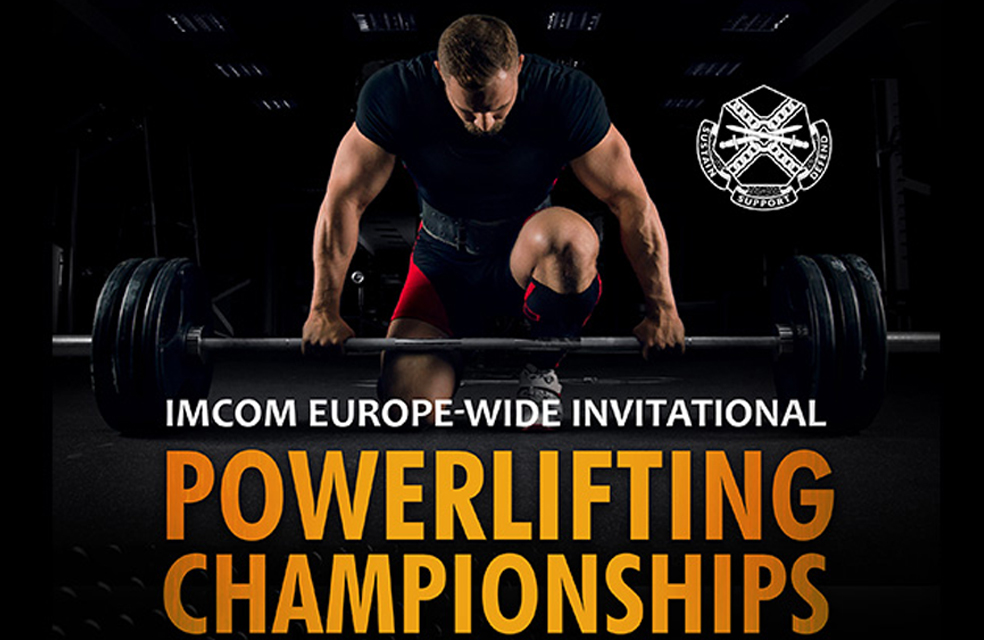 SUSTAIN
SUPPORT
DEFEND
IMCOM EUROPE-WIDE INVITATIONAL
POWERLIFTING
CHAMPIONSHIPS